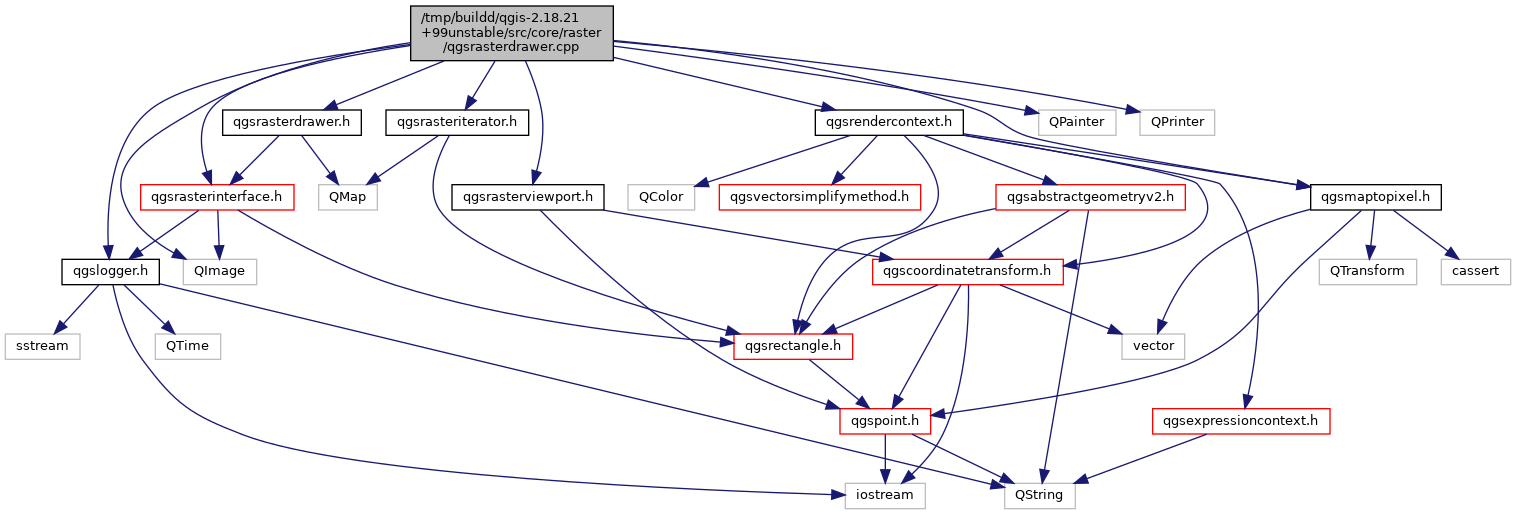 /tmp/buildd/qgis-2.18.21
+99unstable/src/core/raster
/qgsrasterdrawer.cpp
qgsrasterdrawer.h
qgsrasteriterator.h
qgsrendercontext.h
QPainter
QPrinter
qgsrasterinterface.h
QMap
qgsrasterviewport.h
QColor
qgsvectorsimplifymethod.h
qgsabstractgeometryv2.h
qgsmaptopixel.h
qgslogger.h
QImage
qgscoordinatetransform.h
QTransform
cassert
sstream
QTime
qgsrectangle.h
vector
qgspoint.h
qgsexpressioncontext.h
iostream
QString